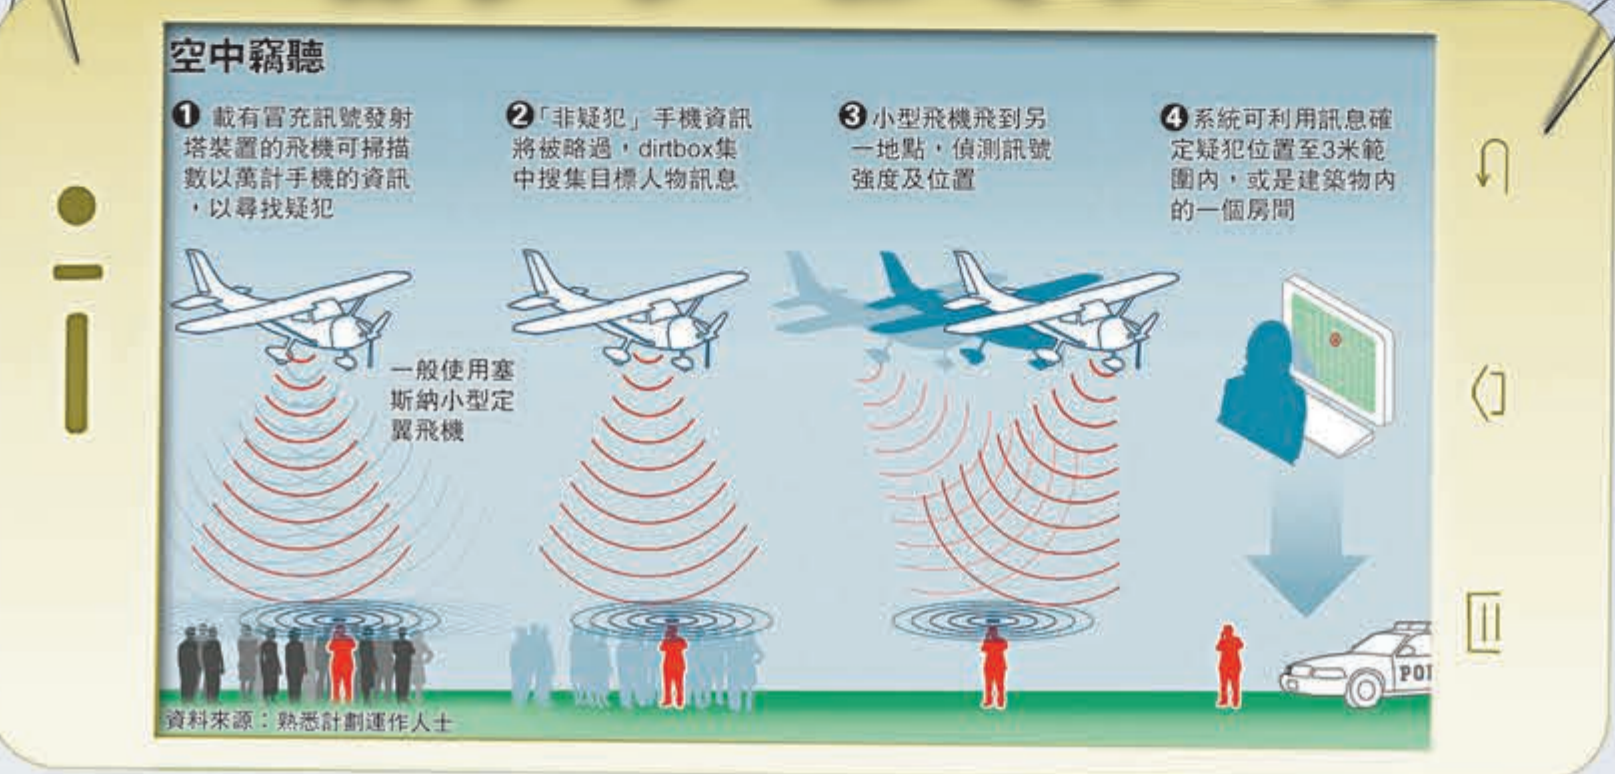 空中竊聽
❶ 載有冒充訊號發射
塔裝置的飛機可掃描
數以萬計手機的資訊
，以尋找疑犯
❷「非疑犯」手機資訊
將被略過，dirtbox集
中搜集目標人物訊息
❸小型飛機飛到另
一地點，偵測訊號
強度及位置
❹系統可利用訊息確
定疑犯位置至3米範
圍內，或是建築物內
的一個房間
一般使用塞
斯納小型定
翼飛機
POI
資料來源：熟悉計劃運作人士